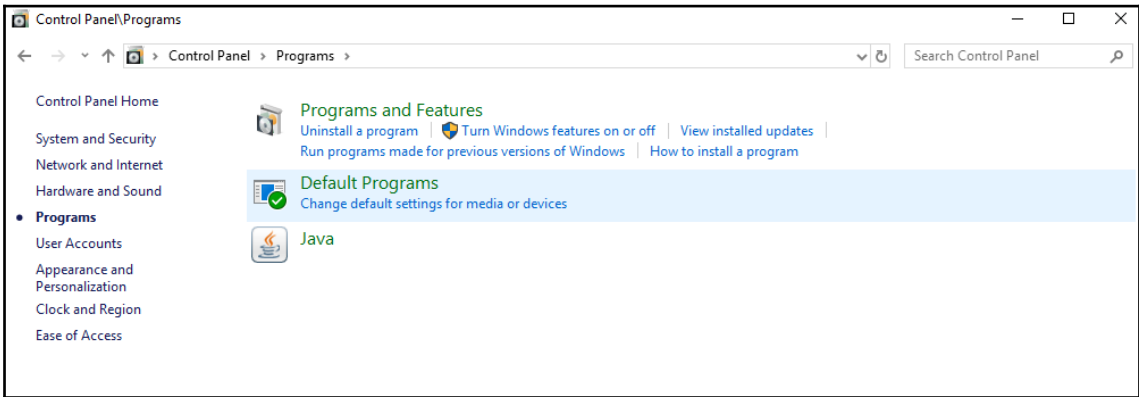 Control Panel\Programs
Control Panel > Programs >
Search Control Panel
Control Panel Home
System and Security
Network and Internet
Hardware and Sound
Programs
User Accounts
Appearance and
Personalization
Clock and Region
Ease of Access
Programs and Features
Uninstall a program | Turn Windows features on or off | View installed updates |
Run programs made for previous versions of Windows | How to install a program
Default Programs
Change default settings for media or devices
Java